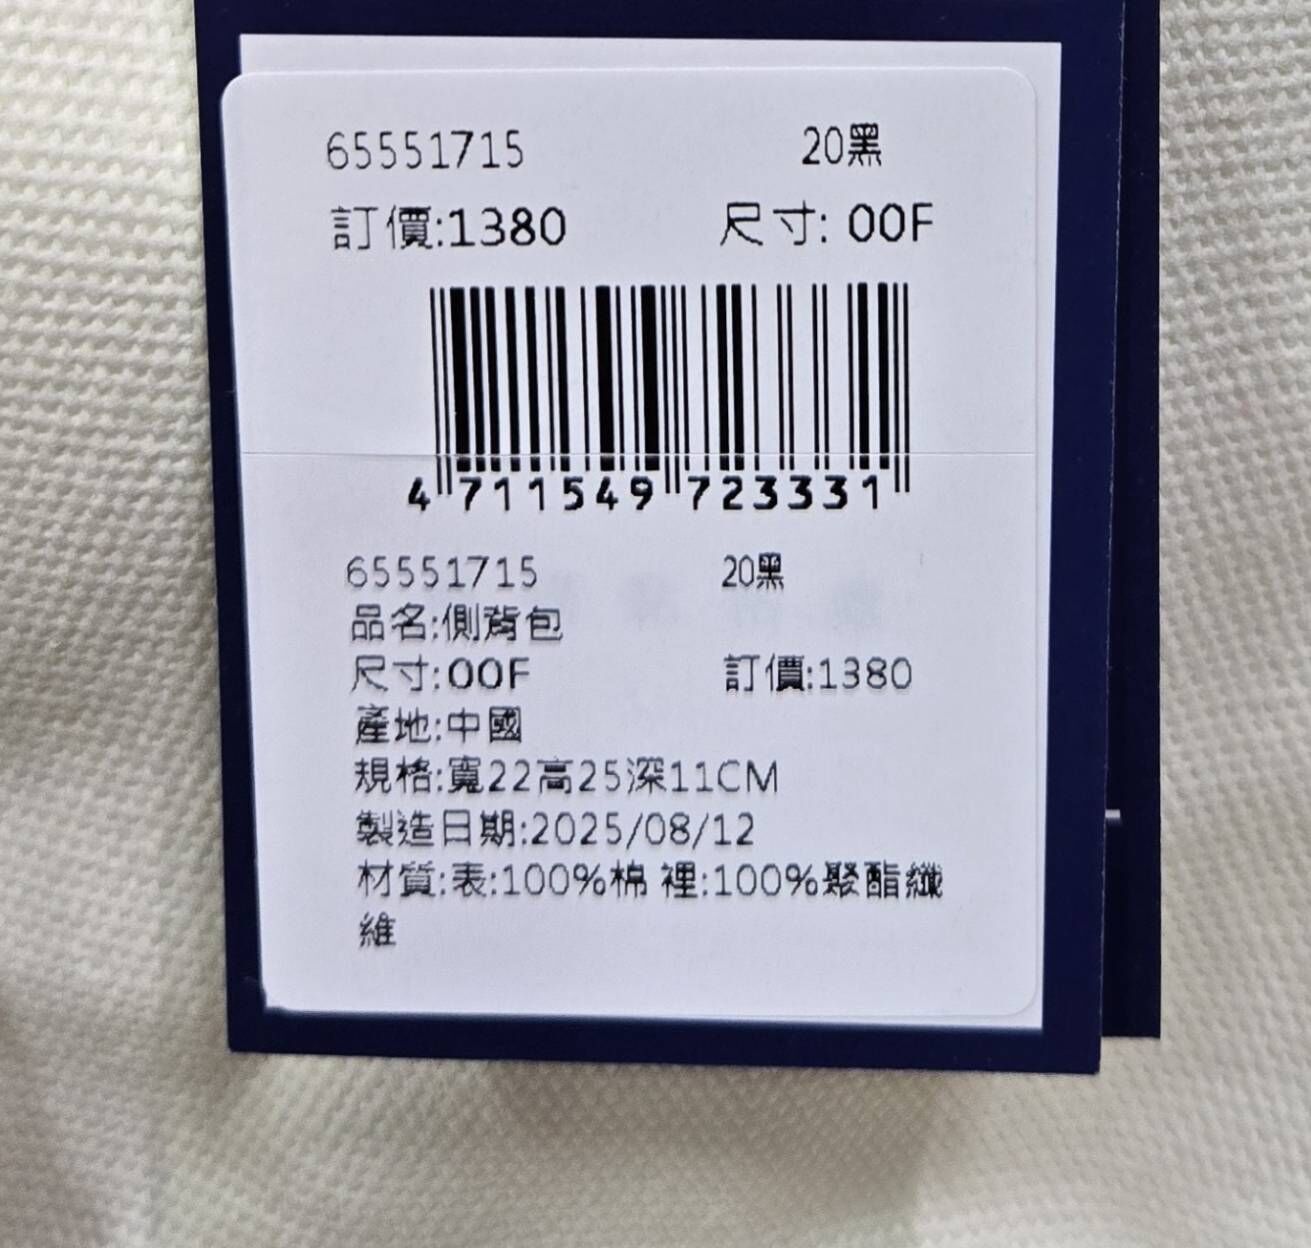 65551715 20黑
訂價:1380 尺寸: 00F
4 711549 723331
65551715 20黑
品名:側背包
尺寸:00F 訂價:1380
產地:中國
規格:寬22高25深11CM
製造日期:2025/08/12
材質:表:100%棉 裡:100%聚酯纖
維